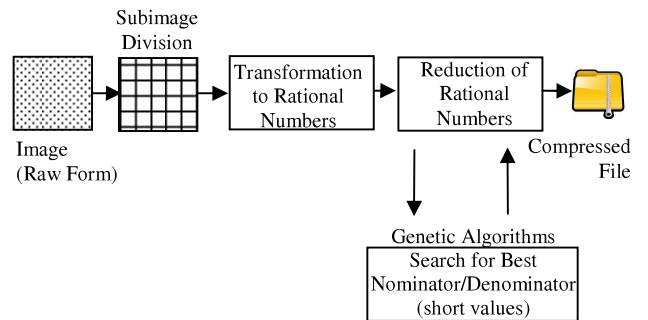 Subimage
Division
Transformation
to Rational
Numbers
Reduction of
Rational
Numbers
Image
(Raw Form)
Compressed
File
Genetic Algorithms
Search for Best
Nominator/Denominator
(short values)